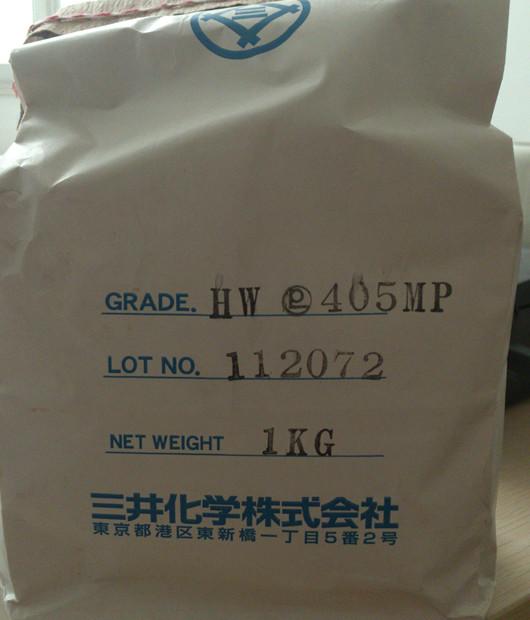 GRADE. HW ⓟ405MP
LOT NO. 112072
NET WEIGHT 1KG
三井化学株式会社
東京都港区東新橋一丁目5番2号